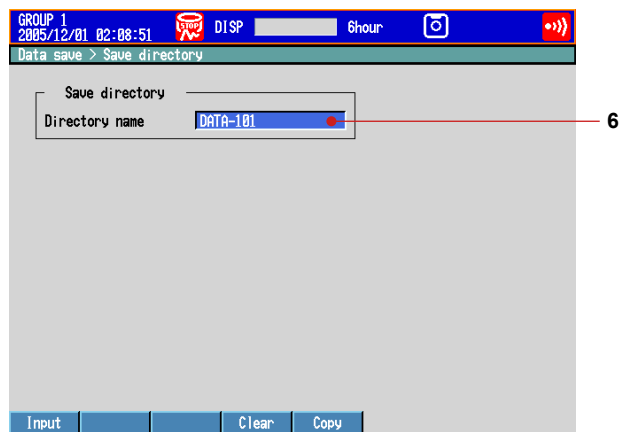 GROUP 1
2005/12/01 02:08:51 STOP DISP 6hour
Data save > Save directory
Save directory
Directory name DATA-101
6
Input Clear Copy